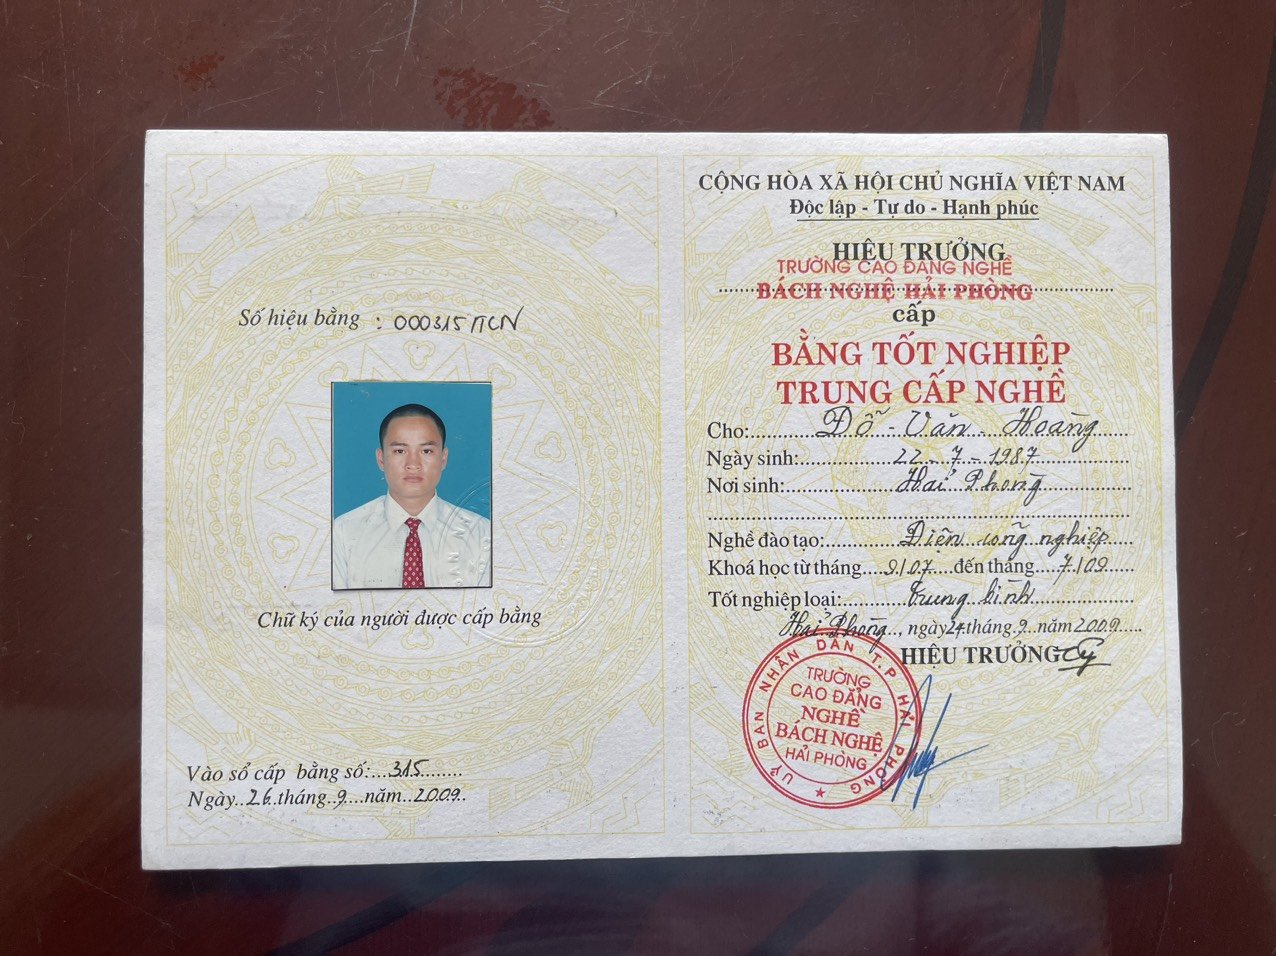 Số hiệu bằng : 000315/TCN
Chữ ký của người được cấp bằng
Vào sổ cấp bằng số:....315........
Ngày..26.tháng..9....năm..2009..
CỘNG HÒA XÃ HỘI CHỦ NGHĨA VIỆT NAM
Độc lập - Tự do - Hạnh phúc
HIỆU TRƯỞNG
TRƯỜNG CAO ĐẲNG NGHỀ
BÁCH NGHỆ HẢI PHÒNG
cấp
BẰNG TỐT NGHIỆP
TRUNG CẤP NGHỀ
Cho: Đỗ - Văn - Hoàng
Ngày sinh: 22 - 7 - 1987
Nơi sinh: Hải Phòng
Nghề đào tạo: Điện công nghiệp
Khoá học từ tháng 9/07 đến tháng 7/09
Tốt nghiệp loại: Trung bình
Hải Phòng, ngày 24 tháng 9 năm 2009
HIỆU TRƯỞNG
ỦY BAN NHÂN DÂN T.P HẢI PHÒNG
TRƯỜNG
CAO ĐẲNG
NGHỀ
BÁCH NGHỆ
HẢI PHÒNG